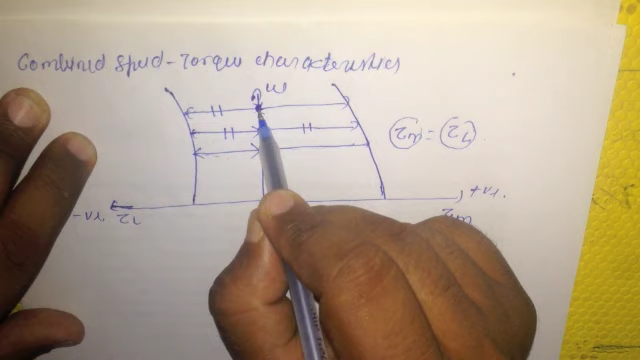 Combined Speed-Torque characteristics
ω
τL = τM
-ve τL τM +ve